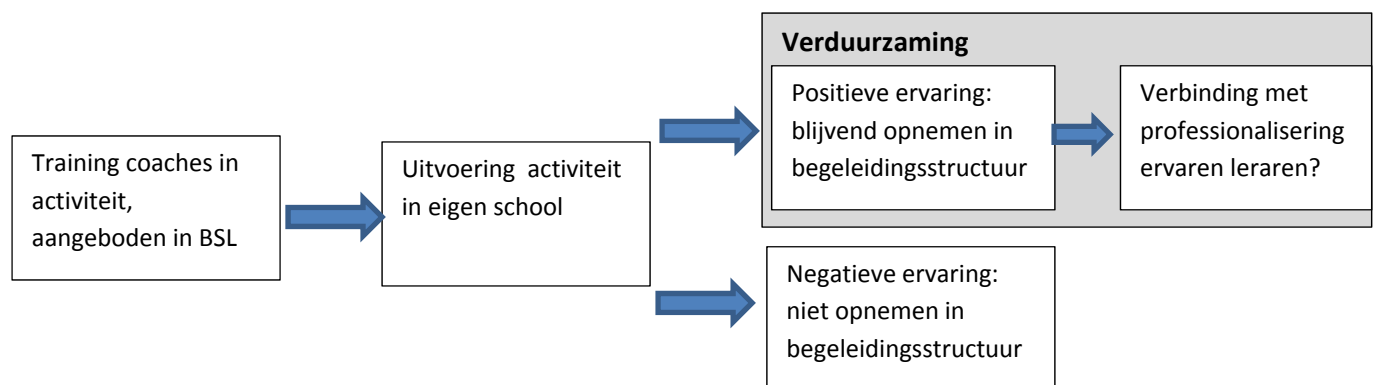 Training coaches in
activiteit,
aangeboden in BSL
Uitvoering activiteit
in eigen school
Verduurzaming
Positieve ervaring:
blijvend opnemen in
begeleidingsstructuur
Verbinding met
professionalisering
ervaren leraren?
Negatieve ervaring:
niet opnemen in
begeleidingsstructuur